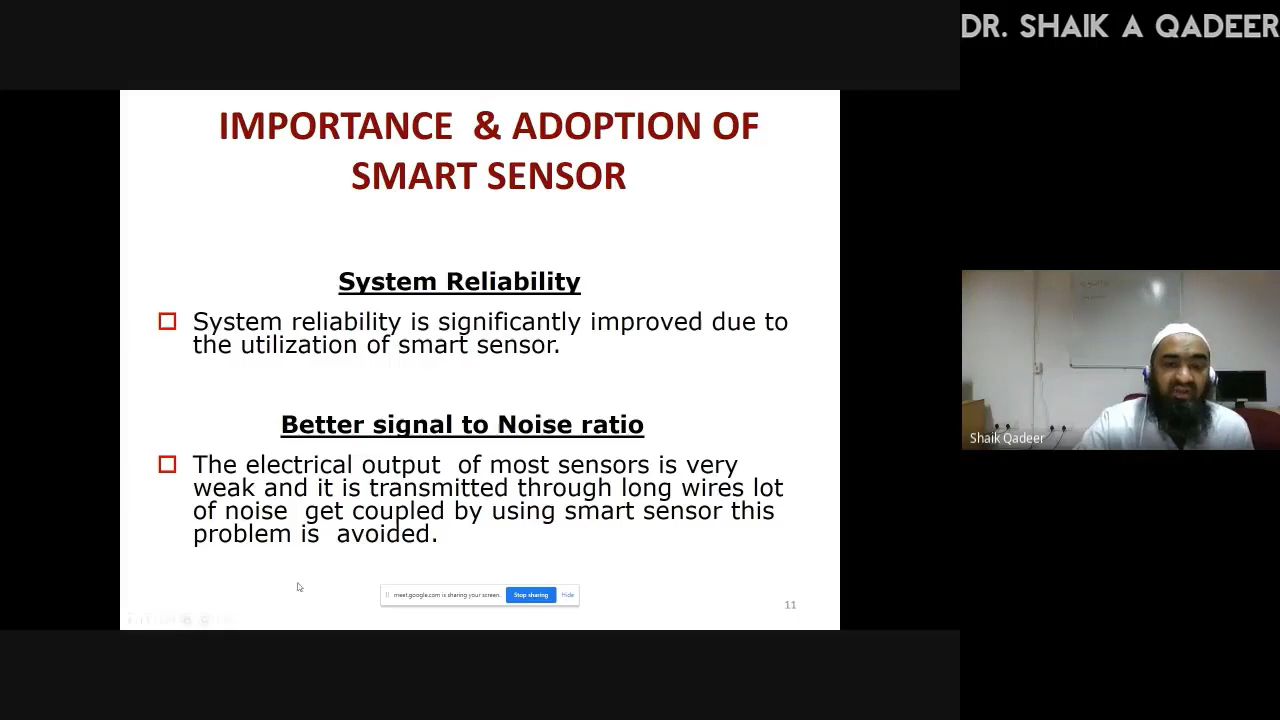 DR. SHAIK A QADEER
IMPORTANCE & ADOPTION OF
SMART SENSOR
System Reliability
System reliability is significantly improved due to
the utilization of smart sensor.
Better signal to Noise ratio
The electrical output of most sensors is very
weak and it is transmitted through long wires lot
of noise get coupled by using smart sensor this
problem is avoided.
meet.google.com is sharing your screen.
Stop sharing
Hide
11
Shaik Qadeer